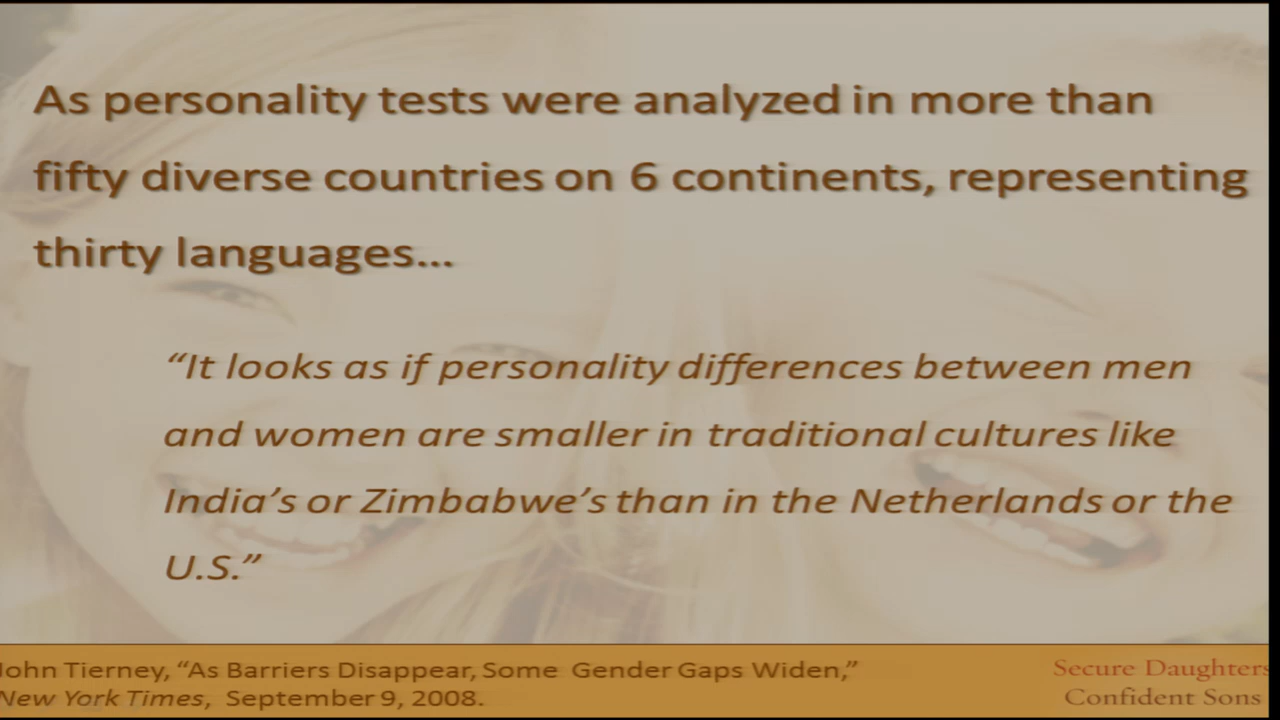 As personality tests were analyzed in more than
fifty diverse countries on 6 continents, representing
thirty languages...
“It looks as if personality differences between men
and women are smaller in traditional cultures like
India’s or Zimbabwe’s than in the Netherlands or the
U.S.”
John Tierney, “As Barriers Disappear, Some Gender Gaps Widen,”
New York Times, September 9, 2008.
Secure Daughters
Confident Sons